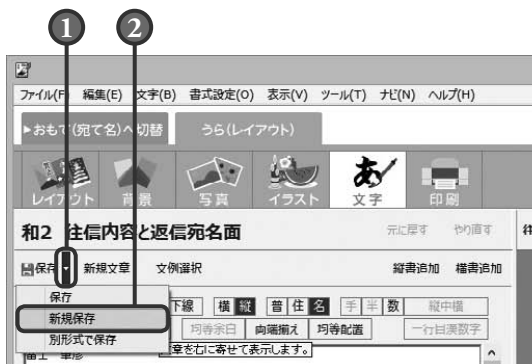 1 2
ファイル(F) 編集(E) 文字(B) 書式設定(O) 表示(V) ツール(T) ナビ(N) ヘルプ(H)
▶おもて(宛て名)へ切替 うら(レイアウト)
レイアウト 背景 写真 イラスト 文字 印刷
和2 往信内容と返信宛名面 元に戻す やり直す
保存 新規文章 文例選択 縦書追加 横書追加
保存 下線 横 縦 普 住 名 手 半 数 縦中横
新規保存 均等余白 両端揃え 均等配置 一行目漢数字
別形式で保存 章を右に寄せて表示します。